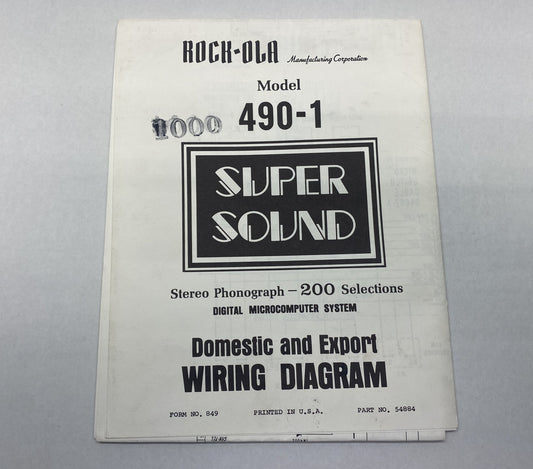 ROCK-OLA Manufacturing Corporation
Model
490-1
1000
SUPER
SOUND
Stereo Phonograph – 200 Selections
DIGITAL MICROCOMPUTER SYSTEM
Domestic and Export
WIRING DIAGRAM
FORM NO. 849 PRINTED IN U.S.A. PART NO. 54884